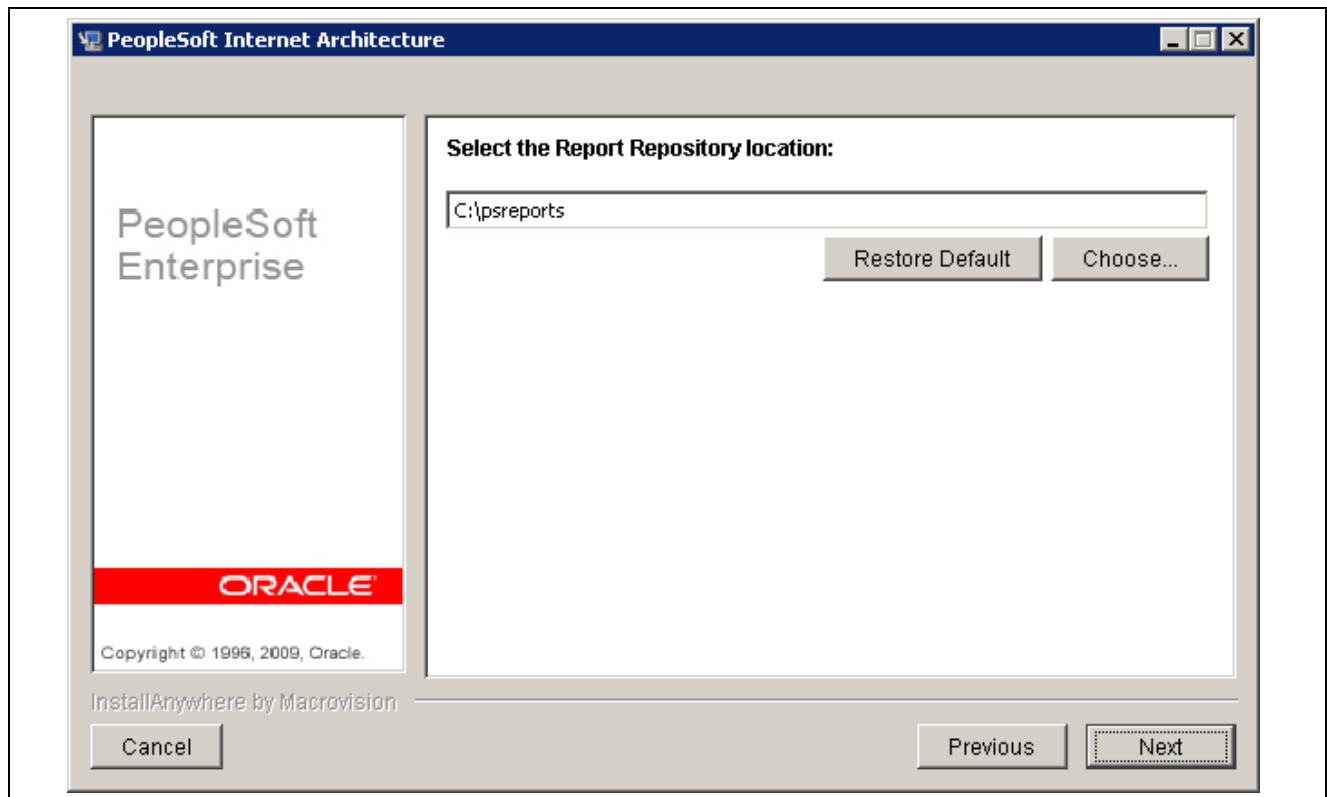 PeopleSoft Internet Architecture
PeopleSoft
Enterprise
ORACLE
Copyright © 1996, 2009, Oracle.
Select the Report Repository location:
C:\psreports
Restore Default
Choose...
InstallAnywhere by Macrovision
Cancel
Previous
Next